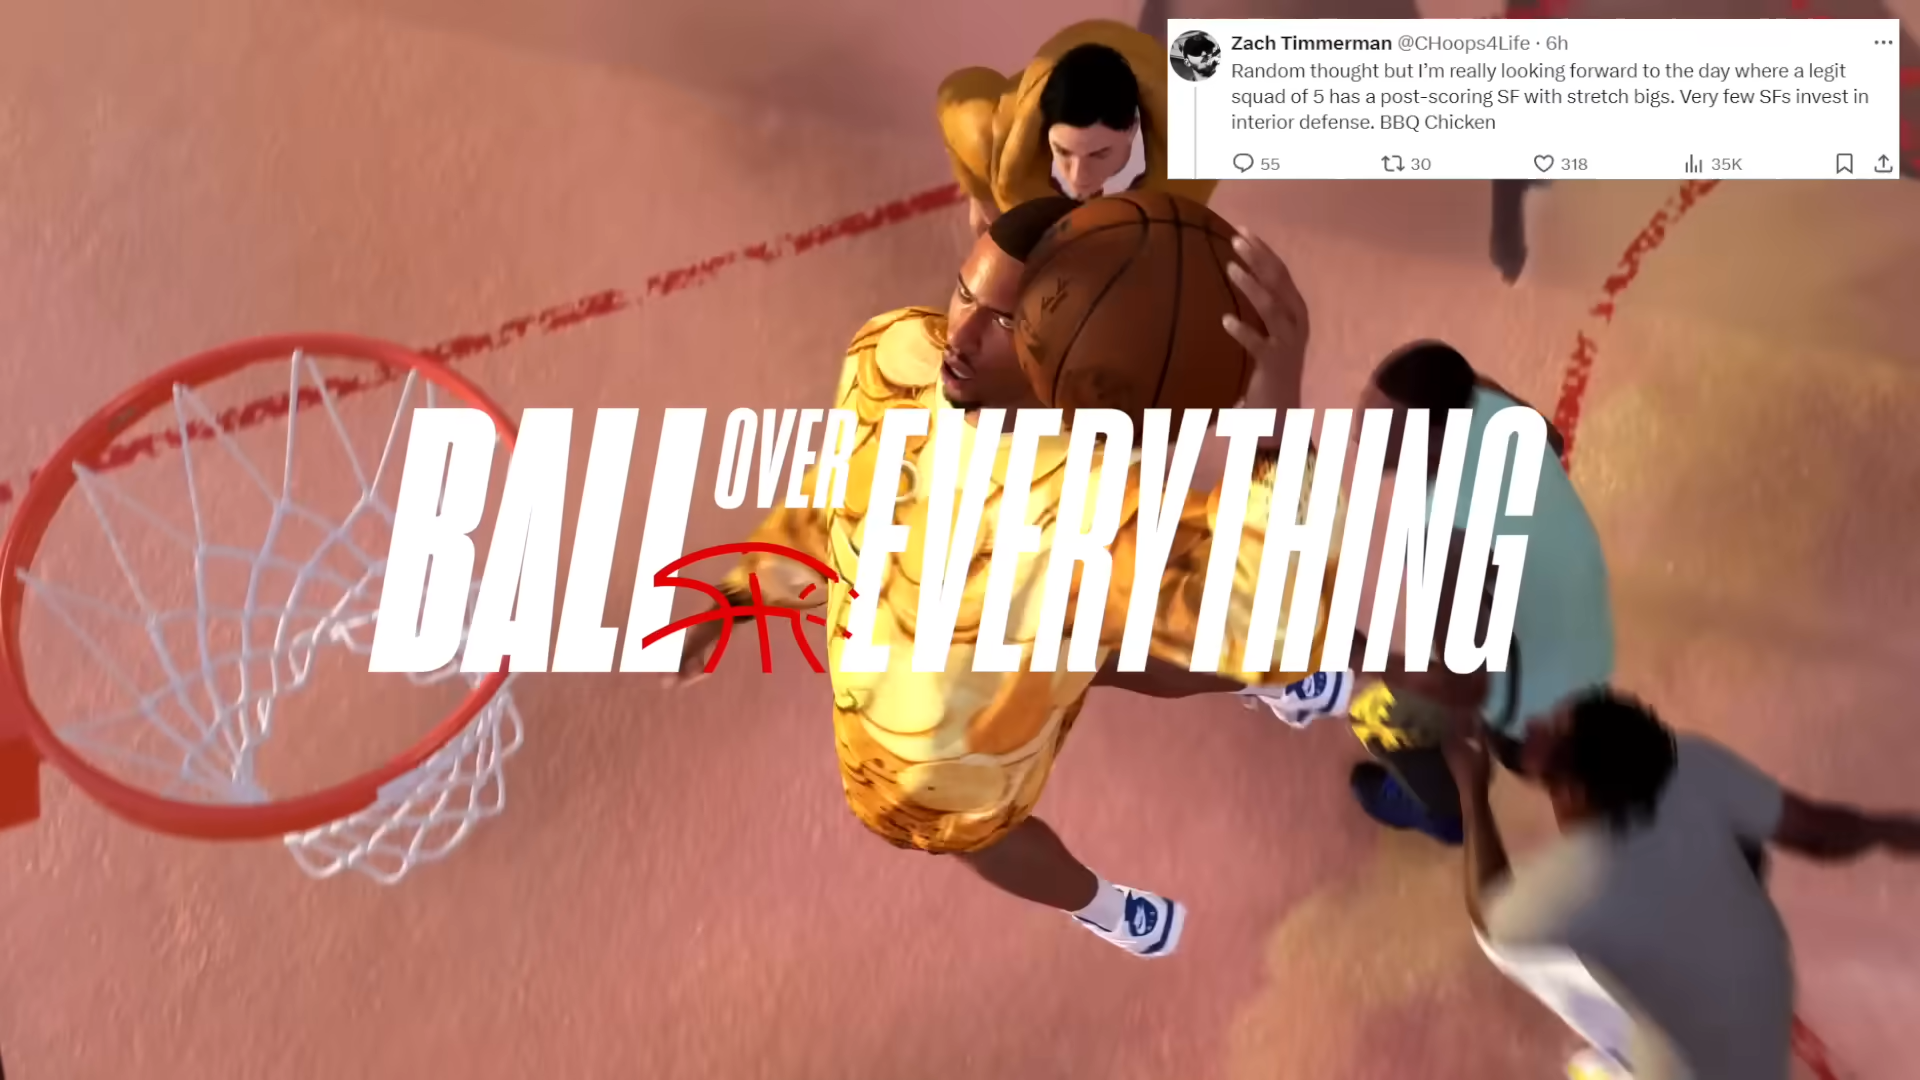 Zach Timmerman @CHoops4Life · 6h
Random thought but I’m really looking forward to the day where a legit
squad of 5 has a post-scoring SF with stretch bigs. Very few SFs invest in
interior defense. BBQ Chicken
55 30 318 35K
BALL OVER EVERYTHING